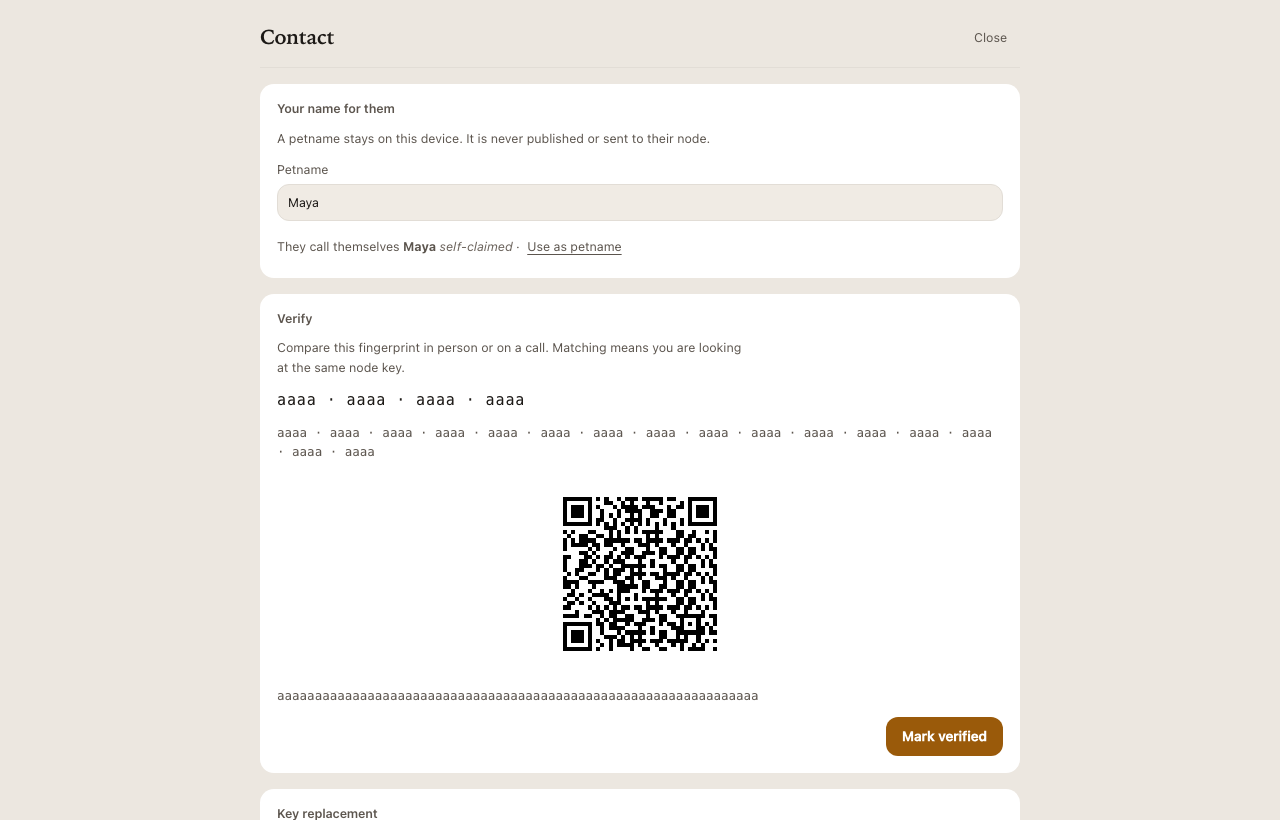 Contact
Close
Your name for them
A petname stays on this device. It is never published or sent to their node.
Petname
Maya
They call themselves Maya self-claimed · Use as petname
Verify
Compare this fingerprint in person or on a call. Matching means you are looking
at the same node key.
aaaa · aaaa · aaaa · aaaa
aaaa · aaaa · aaaa · aaaa · aaaa · aaaa · aaaa · aaaa · aaaa · aaaa · aaaa · aaaa · aaaa · aaaa
· aaaa · aaaa
aaaaaaaaaaaaaaaaaaaaaaaaaaaaaaaaaaaaaaaaaaaaaaaaaaaaaaaaaaaaaaaa
Mark verified
Key replacement